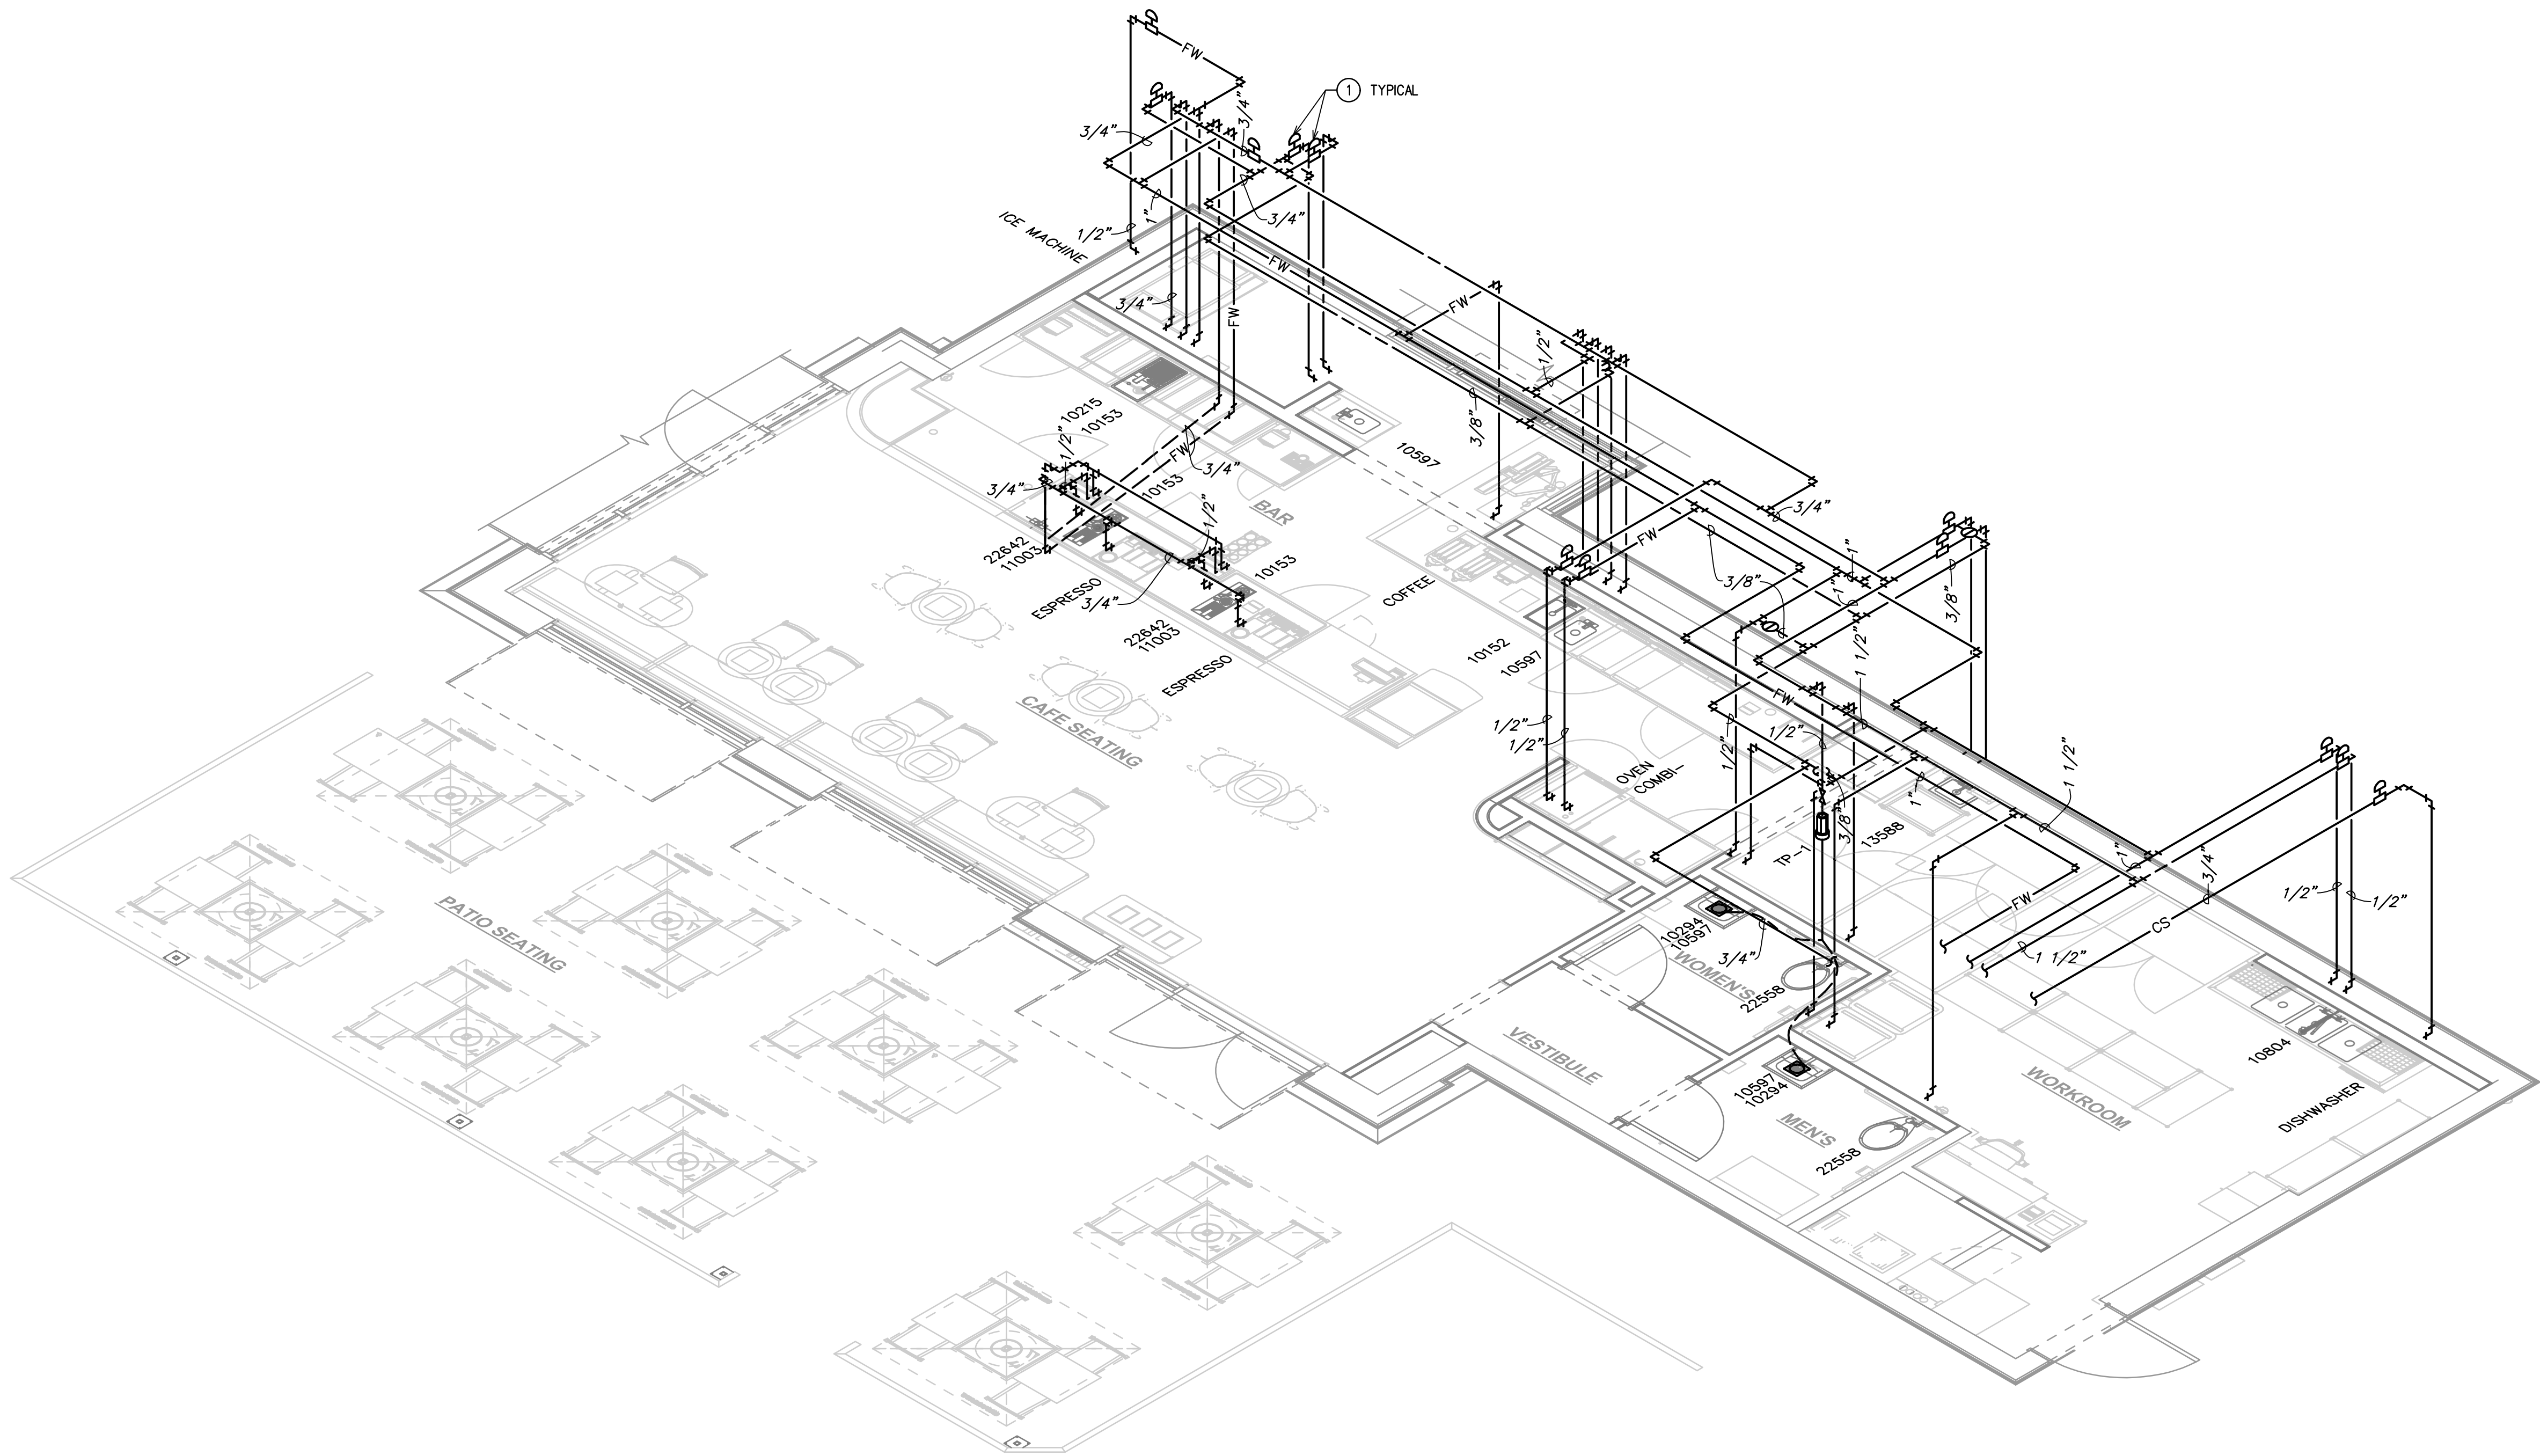 FW
1 TYPICAL
3/4"
3/4"
3/4"
1"
1/2"
ICE MACHINE
FW
3/4"
FW
FW
1/2"
3/8"
10215
10153
1/2"
FW
3/4"
3/4"
10153
10597
BAR
1/2"
3/4"
FW
1"
22642
11003
ESPRESSO
3/4"
10153
COFFEE
3/8"
1"
3/8"
22642
11003
ESPRESSO
10152
10597
1 1/2"
CAFE SEATING
FW
1/2"
1/2"
1/2"
1/2"
OVEN
COMBI-
1"
1 1/2"
3/8"
13588
TP-1
1"
3/4"
1/2"
1/2"
FW
CS
PATIO SEATING
10294
10597
3/4"
WOMEN'S
22558
1 1/2"
VESTIBULE
10597
10294
MEN'S
22558
WORKROOM
10804
DISHWASHER